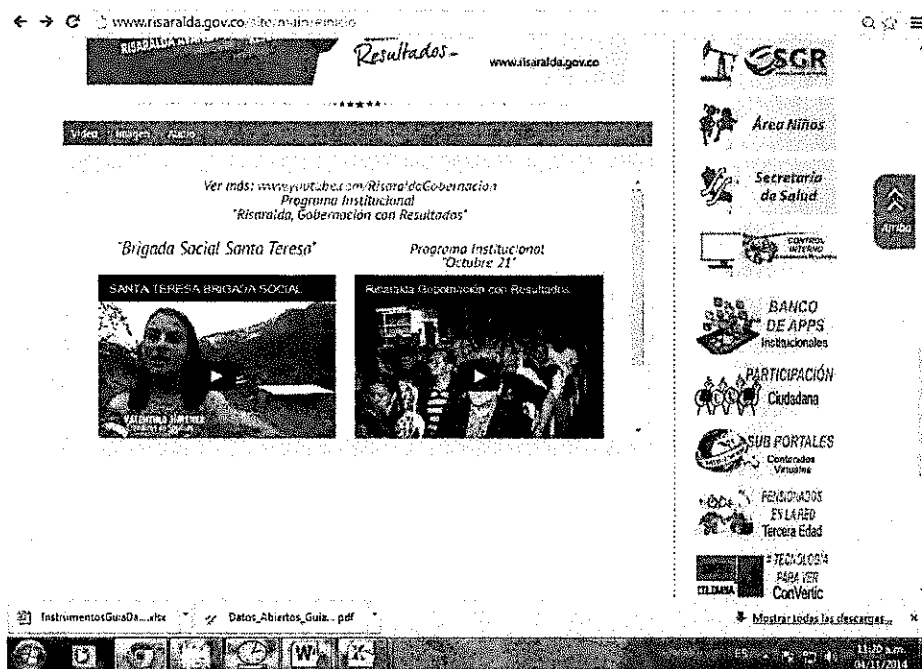 www.risaralda.gov.co
Resultados
www.risaralda.gov.co
Video Imagen Audio
Ver más: www.youtube.com/RisaraldaGobernacion
Programa Institucional
"Risaralda, Gobernación con Resultados"
"Brigada Social Santa Teresa"
Programa Institucional
"Octubre 21"
SANTA TERESA BRIGADA SOCIAL
Risaralda Gobernación con Resultados
SGR
Área Niños
Secretaría
de Salud
CONTROL
INTERNO
BANCO
DE APPS
Institucionales
PARTICIPACIÓN
Ciudadana
SUB PORTALES
Contenidos
Virtuales
PENSIONADOS
EN LA RED
Tercera Edad
TECNOLOGÍA
PARA VER
ConVertic
Arriba
InstrumentosGuiaDa....xlsx
Datos_Abiertos_Guia....pdf
Mostrar todas las descargas...
ES
11:20 a.m.